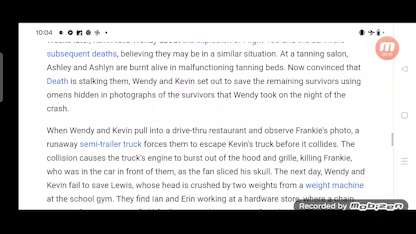 10:04
subsequent deaths, believing they may be in a similar situation. At a tanning salon,
Ashley and Ashlyn are burnt alive in malfunctioning tanning beds. Now convinced that
Death is stalking them, Wendy and Kevin set out to save the remaining survivors using
omens hidden in photographs of the survivors that Wendy took on the night of the
crash.
When Wendy and Kevin pull into a drive-thru restaurant and observe Frankie's photo, a
runaway semi-trailer truck forces them to escape Kevin's truck before it collides. The
collision causes the truck's engine to burst out of the hood and grille, killing Frankie,
who was in the car in front of them, as the fan sliced his skull. The next day, Wendy and
Kevin fail to save Lewis, whose head is crushed by two weights from a weight machine
at the school gym. They find Ian and Erin working at a hardware store, where a chain
Recorded by Mobizen